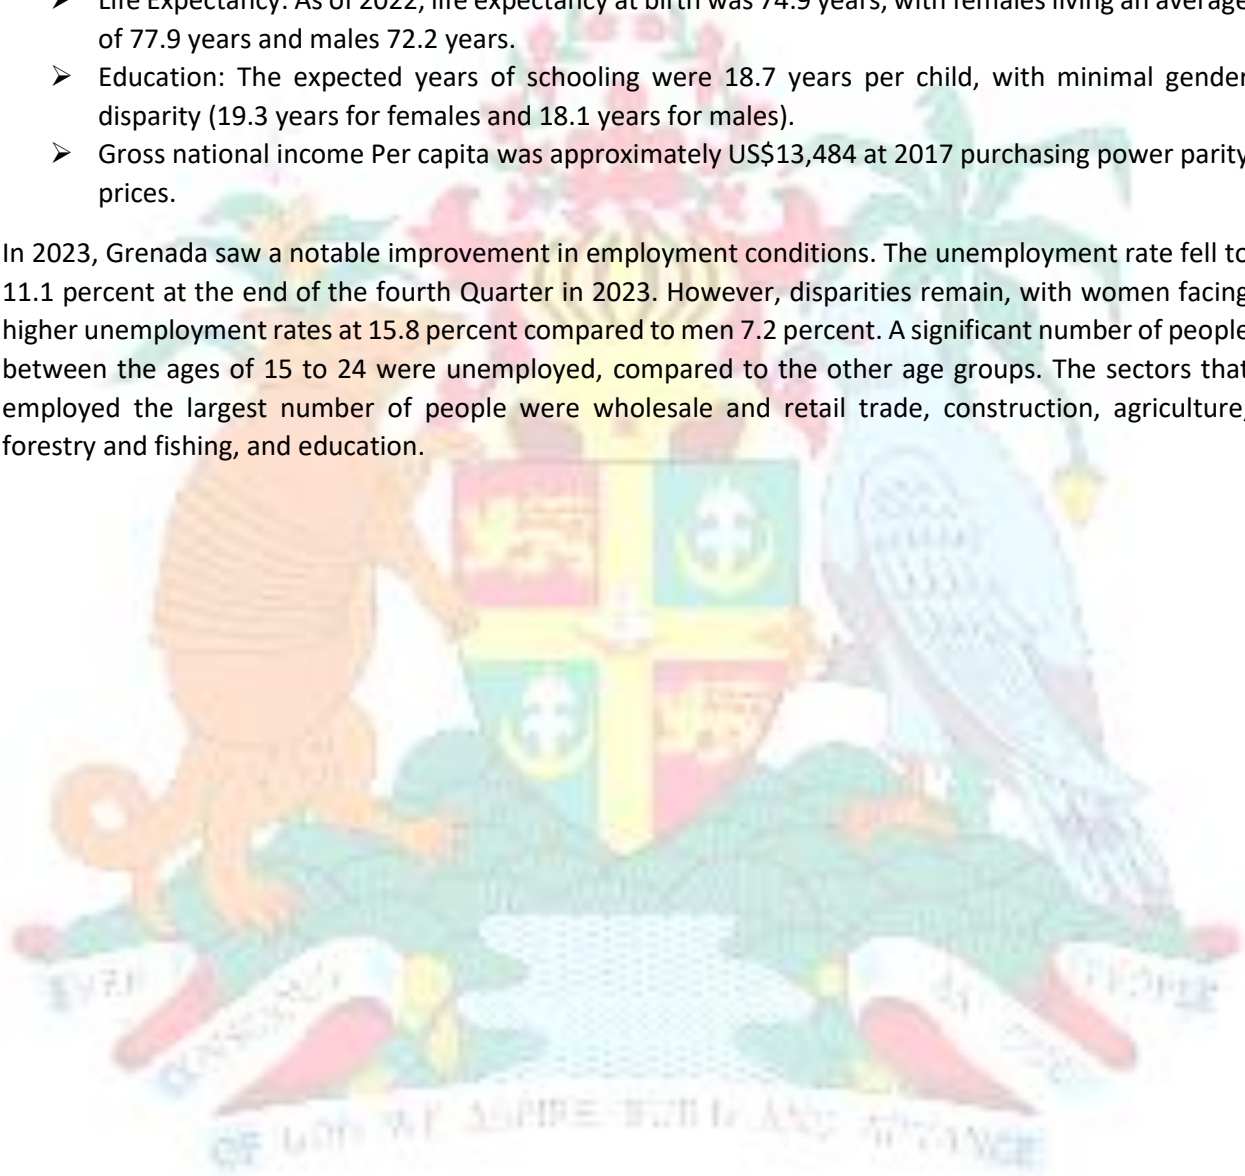 ➢ Life Expectancy: As of 2022, life expectancy at birth was 74.9 years, with females living an average
of 77.9 years and males 72.2 years.
➢ Education: The expected years of schooling were 18.7 years per child, with minimal gender
disparity (19.3 years for females and 18.1 years for males).
➢ Gross national income Per capita was approximately US$13,484 at 2017 purchasing power parity
prices.
In 2023, Grenada saw a notable improvement in employment conditions. The unemployment rate fell to
11.1 percent at the end of the fourth Quarter in 2023. However, disparities remain, with women facing
higher unemployment rates at 15.8 percent compared to men 7.2 percent. A significant number of people
between the ages of 15 to 24 were unemployed, compared to the other age groups. The sectors that
employed the largest number of people were wholesale and retail trade, construction, agriculture,
forestry and fishing, and education.
PEOPLE
OF GOD WE ASPIRE BUILD AND ADVANCE